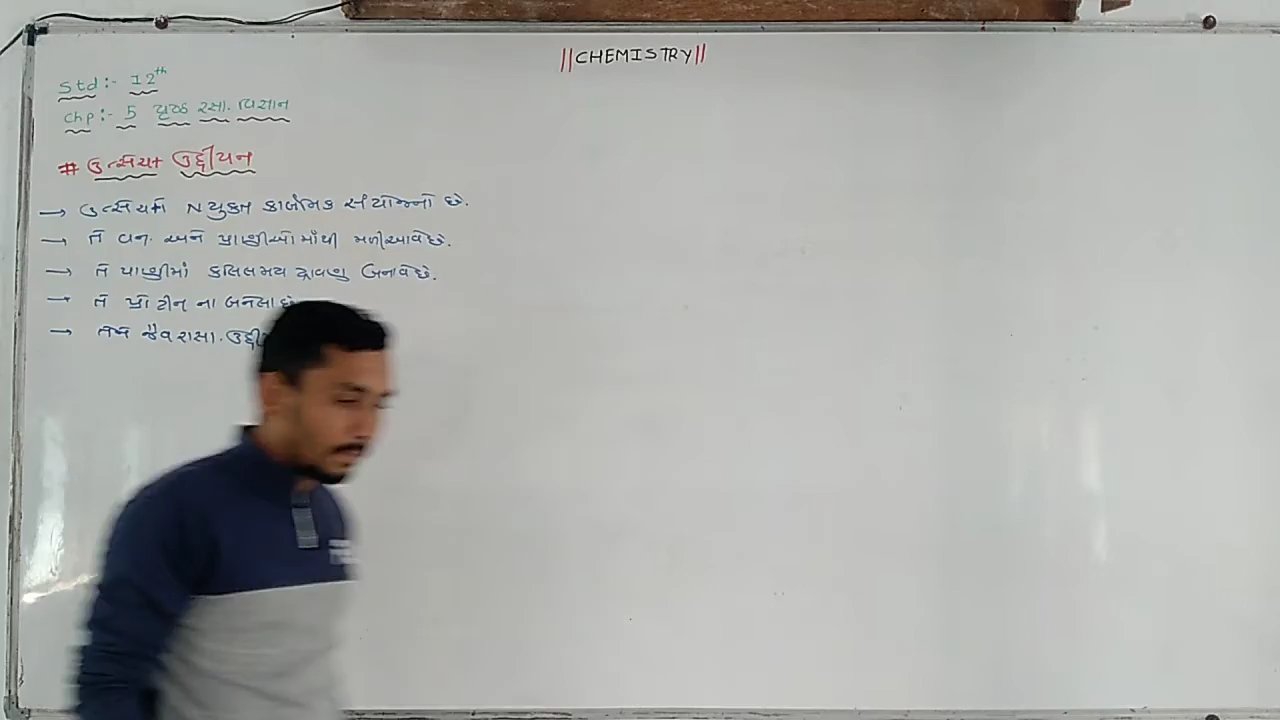 ||CHEMISTRY||
Std :- 12th
Chp :- 5 પૃષ્ઠ રસા. વિજ્ઞાન
# ઉત્સેચક ઉદ્દીપન
→ ઉત્સેચકો N યુક્ત કાર્બનિક સંયોજનો છે.
→ તે વન. અને પ્રાણીઓમાંથી મળી આવે છે.
→ તે પાણીમાં કલિલમય દ્રાવણ બનાવે છે.
→ તે પ્રોટીન ના બનેલા છે
→ તેને જૈવ રાસા. ઉદ્દી